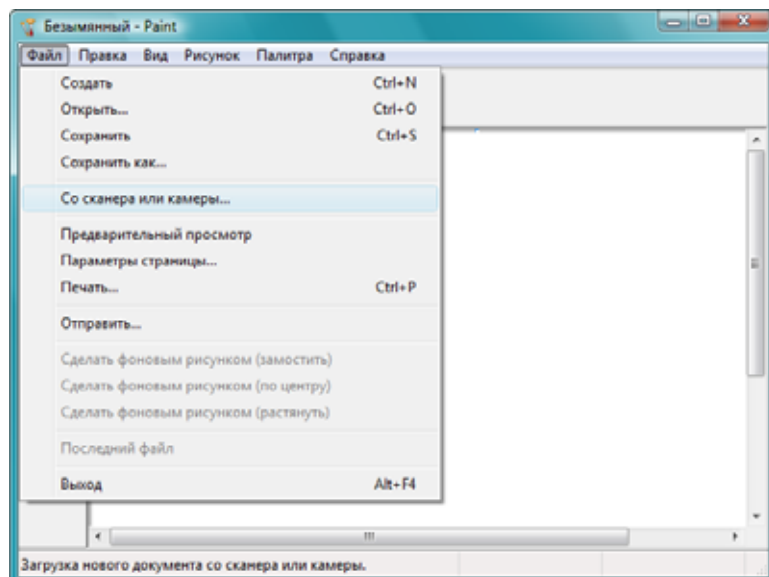 Безымянный - Paint
Файл Правка Вид Рисунок Палитра Справка
Создать Ctrl+N
Открыть... Ctrl+O
Сохранить Ctrl+S
Сохранить как...
Со сканера или камеры...
Предварительный просмотр
Параметры страницы...
Печать... Ctrl+P
Отправить...
Сделать фоновым рисунком (замостить)
Сделать фоновым рисунком (по центру)
Сделать фоновым рисунком (растянуть)
Последний файл
Выход Alt+F4
Загрузка нового документа со сканера или камеры.